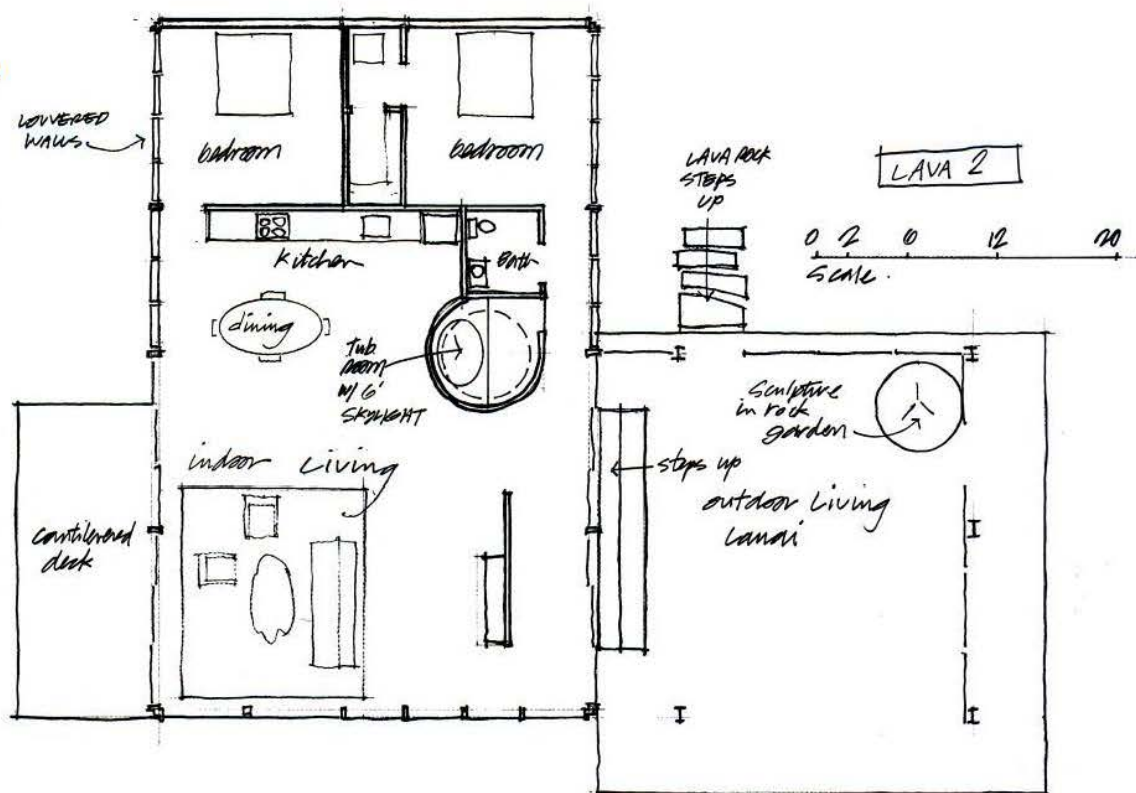 LOUVERED
WALLS
bedroom
bedroom
LAVA ROCK
STEPS
UP
LAVA 2
0 2 6 12 20
Scale.
Kitchen
Bath
dining
Tub
ROOM
W/ 6'
SKYLIGHT
Sculpture
in rock
garden
indoor Living
steps up
outdoor Living
Lanai
cantilevered
deck